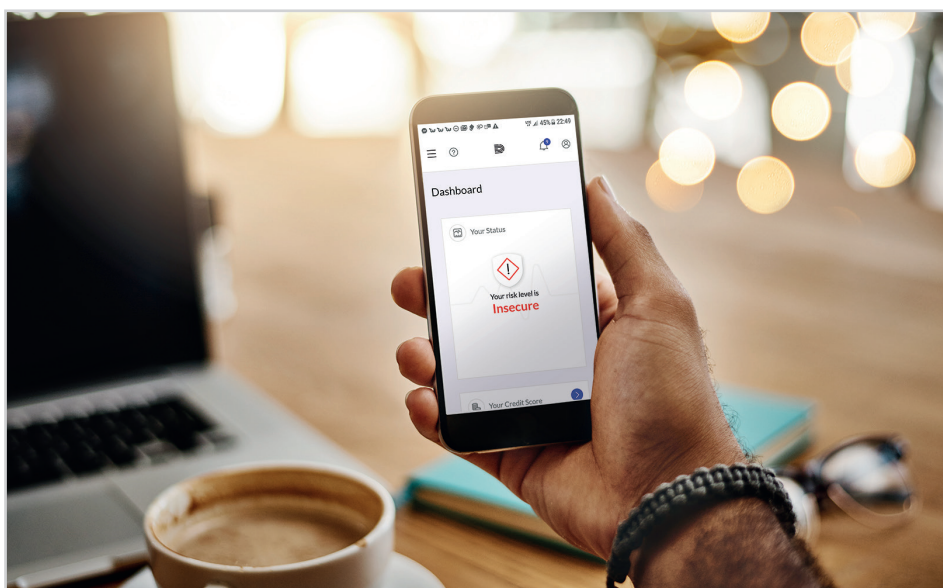 45% 22:49
Dashboard
Your Status
Your risk level is
Insecure
Your Credit Score